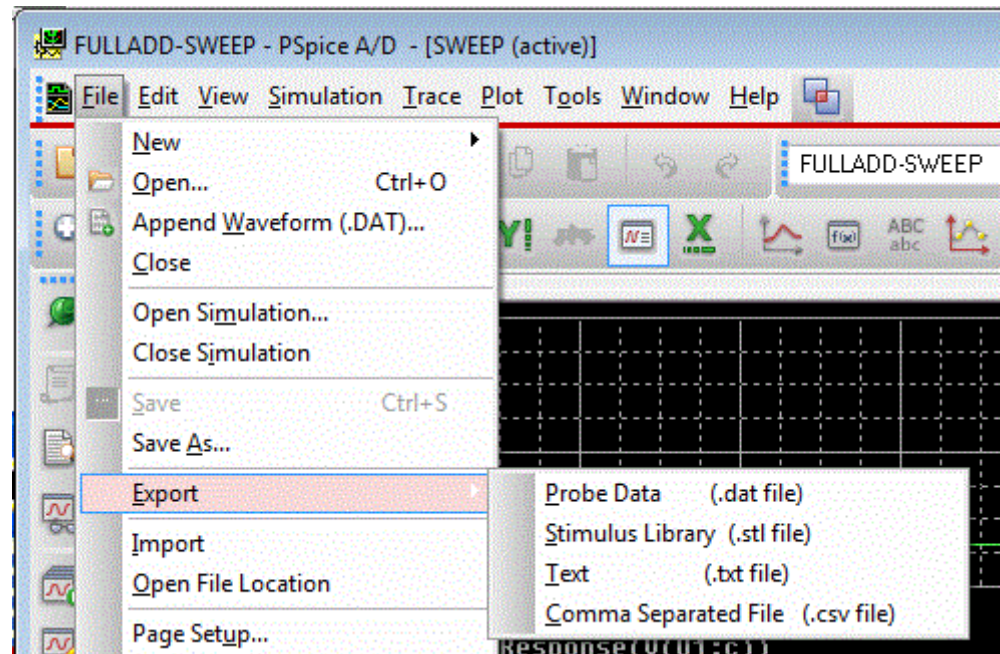 FULLADD-SWEEP - PSpice A/D - [SWEEP (active)]
File Edit View Simulation Trace Plot Tools Window Help
New
FULLADD-SWEEP
Open... Ctrl+O
Append Waveform (.DAT)...
ABC
abc
f(x)
Close
Open Simulation...
Close Simulation
Save Ctrl+S
Save As...
Export
Probe Data (.dat file)
Stimulus Library (.stl file)
Text (.txt file)
Comma Separated File (.csv file)
Import
Open File Location
Page Setup...
Response(V(U1:c))